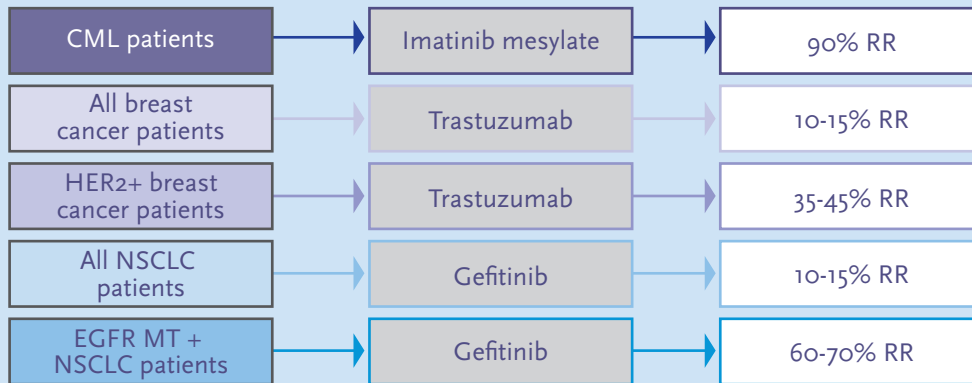 CML patients
Imatinib mesylate
90% RR
All breast
cancer patients
Trastuzumab
10-15% RR
HER2+ breast
cancer patients
Trastuzumab
35-45% RR
All NSCLC
patients
Gefitinib
10-15% RR
EGFR MT +
NSCLC patients
Gefitinib
60-70% RR